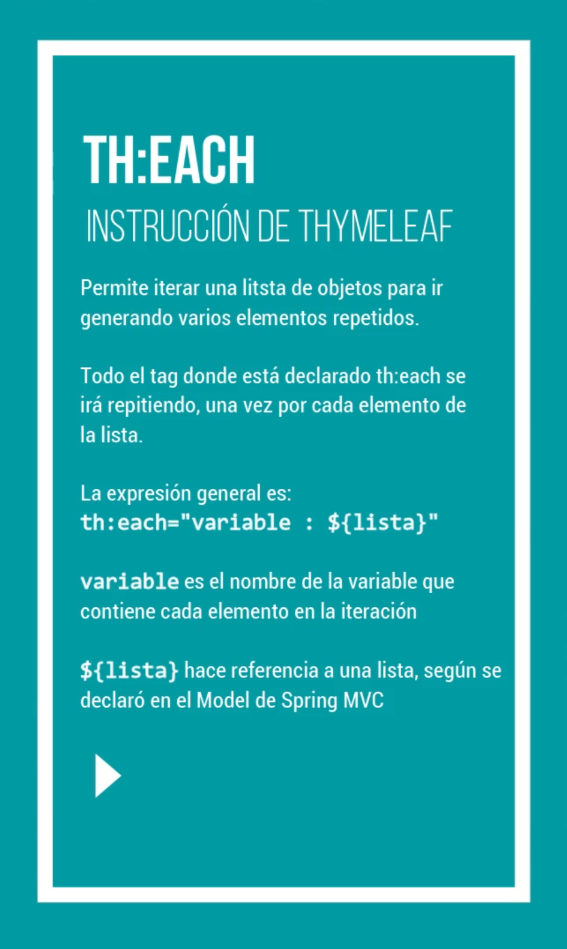 TH:EACH
INSTRUCCIÓN DE THYMELEAF
Permite iterar una litsta de objetos para ir
generando varios elementos repetidos.
Todo el tag donde está declarado th:each se
irá repitiendo, una vez por cada elemento de
la lista.
La expresión general es:
th:each="variable : ${lista}"
variable es el nombre de la variable que
contiene cada elemento en la iteración
${lista} hace referencia a una lista, según se
declaró en el Model de Spring MVC